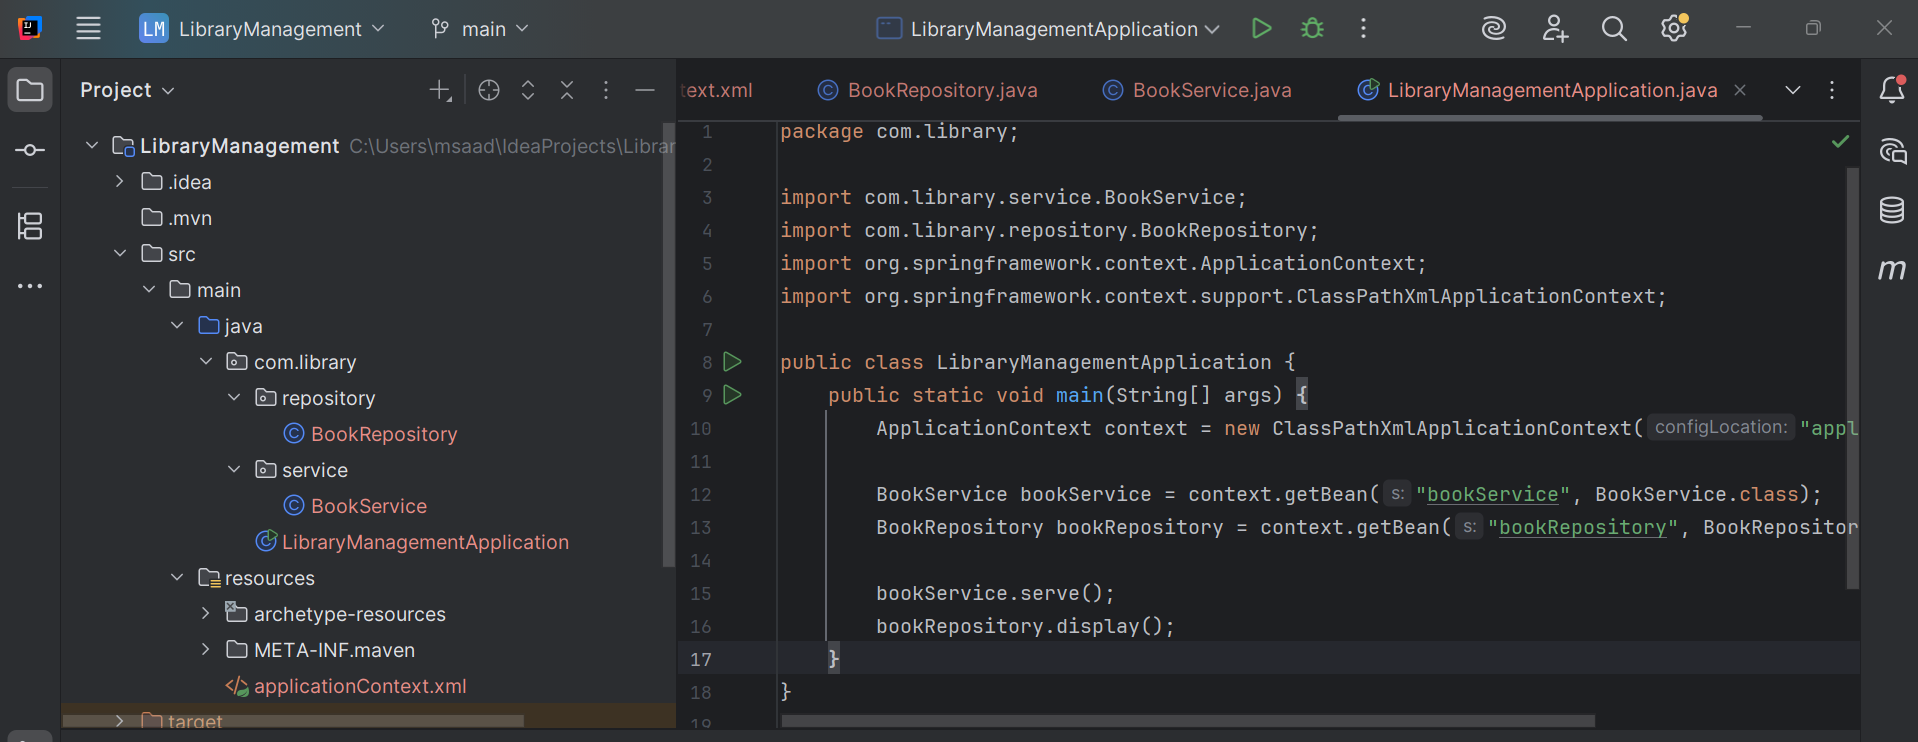 LM LibraryManagement main LibraryManagementApplication
Project
LibraryManagement C:\Users\msaad\IdeaProjects\Librar
.idea
.mvn
src
main
java
com.library
repository
BookRepository
service
BookService
LibraryManagementApplication
resources
archetype-resources
META-INF.maven
applicationContext.xml
target
text.xml BookRepository.java BookService.java LibraryManagementApplication.java
1 package com.library;
2
3 import com.library.service.BookService;
4 import com.library.repository.BookRepository;
5 import org.springframework.context.ApplicationContext;
6 import org.springframework.context.support.ClassPathXmlApplicationContext;
7
8 public class LibraryManagementApplication {
9 public static void main(String[] args) {
10 ApplicationContext context = new ClassPathXmlApplicationContext( configLocation: "appl
11
12 BookService bookService = context.getBean( s: "bookService", BookService.class);
13 BookRepository bookRepository = context.getBean( s: "bookRepository", BookRepositor
14
15 bookService.serve();
16 bookRepository.display();
17 }
18 }
19
m